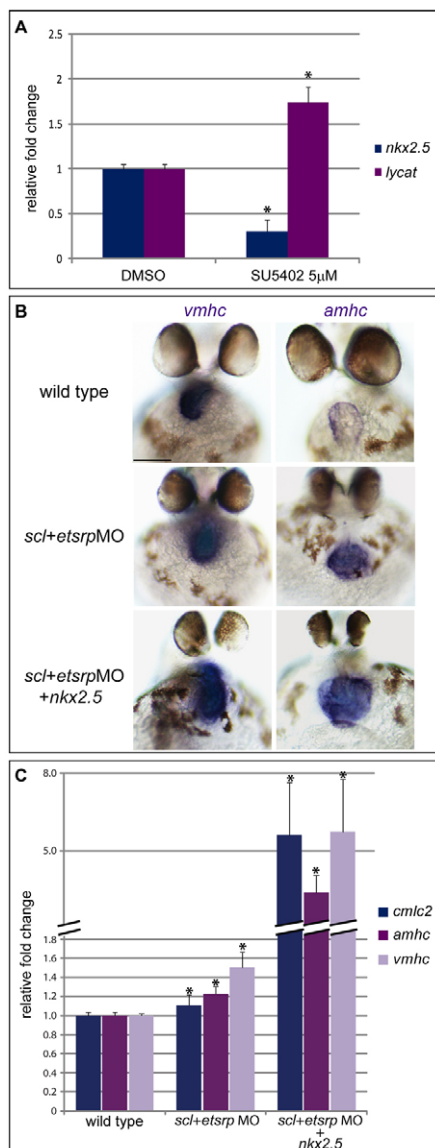 A
relative fold change
2.5
2
1.5
1
0.5
0
*
*
DMSO
SU5402 5μM
nkx2.5
lycat
B
vmhc
amhc
wild type
scl+etsrpMO
scl+etsrpMO
+nkx2.5
C
relative fold change
8.0
5.0
1.8
1.6
1.4
1.2
1.0
0.8
0.6
0.4
0.2
0
*
*
*
*
*
*
wild type
scl+etsrp MO
scl+etsrp MO
+
nkx2.5
cmlc2
amhc
vmhc